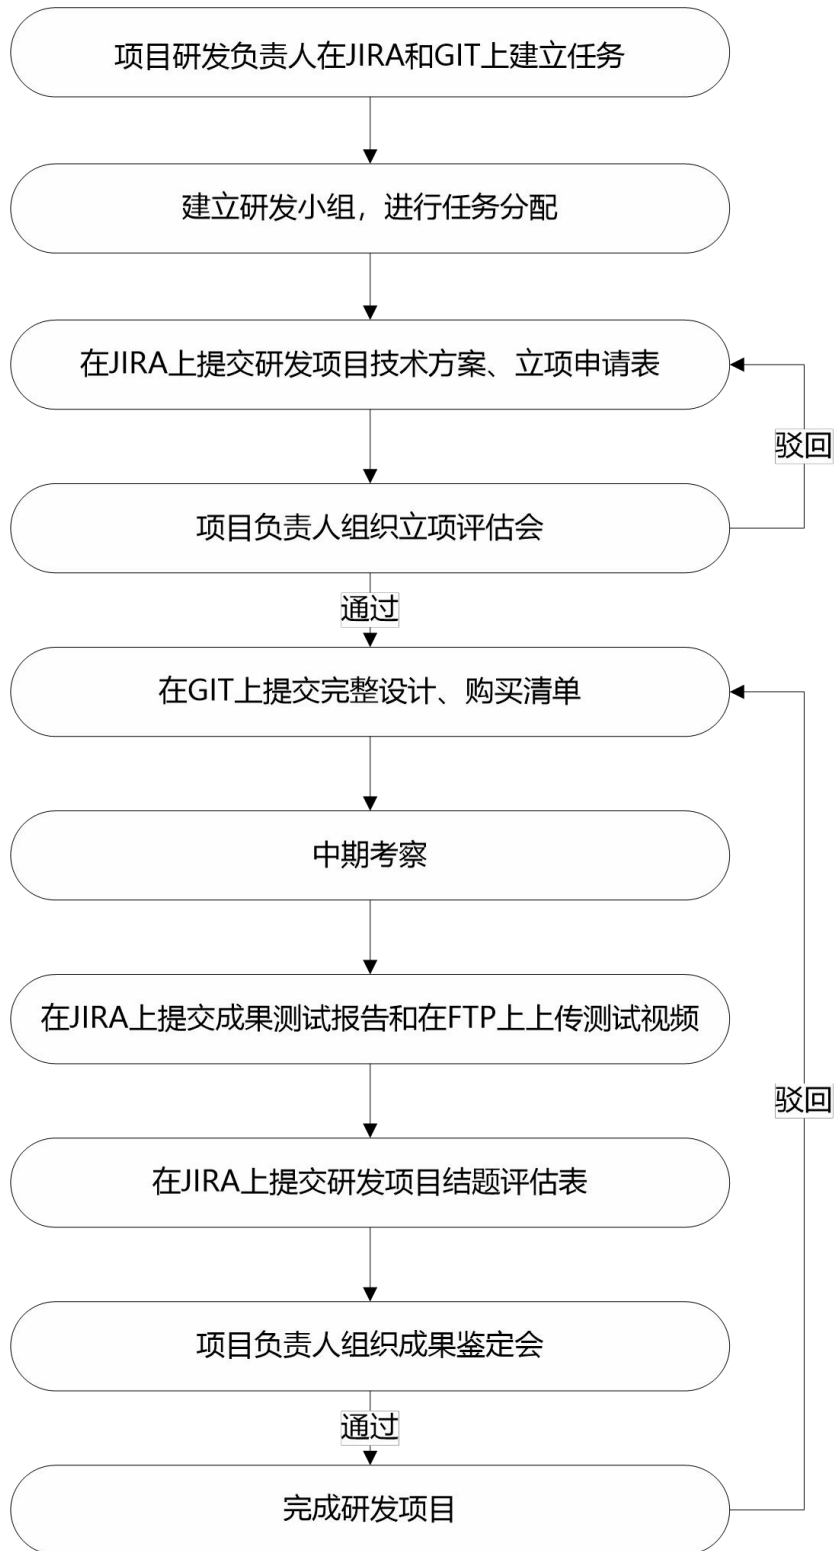 项目研发负责人在JIRA和GIT上建立任务
建立研发小组，进行任务分配
在JIRA上提交研发项目技术方案、立项申请表
驳回
项目负责人组织立项评估会
通过
在GIT上提交完整设计、购买清单
中期考察
在JIRA上提交成果测试报告和在FTP上上传测试视频
驳回
在JIRA上提交研发项目结题评估表
项目负责人组织成果鉴定会
通过
完成研发项目